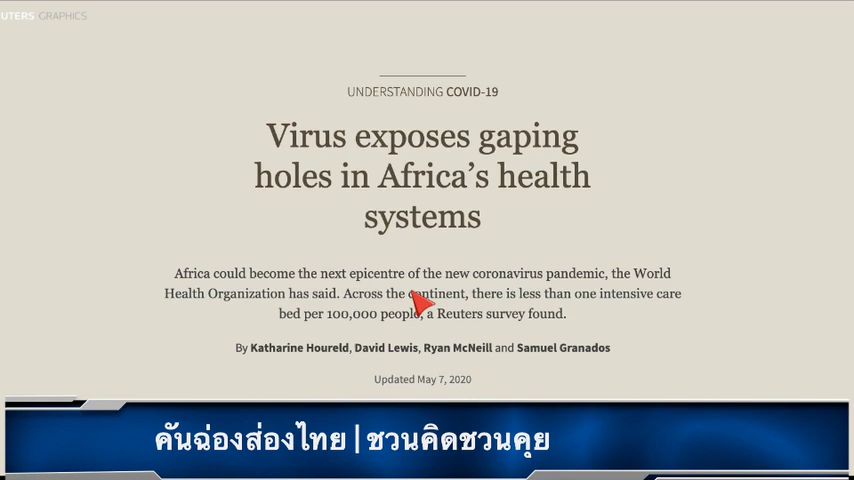 UTERS GRAPHICS
UNDERSTANDING COVID-19
Virus exposes gaping
holes in Africa's health
systems
Africa could become the next epicentre of the new coronavirus pandemic, the World
Health Organization has said. Across the continent, there is less than one intensive care
bed per 100,000 people, a Reuters survey found.
By Katharine Houreld, David Lewis, Ryan McNeill and Samuel Granados
Updated May 7, 2020
คันฉ่องส่องไทย | ชวนคิดชวนคุย